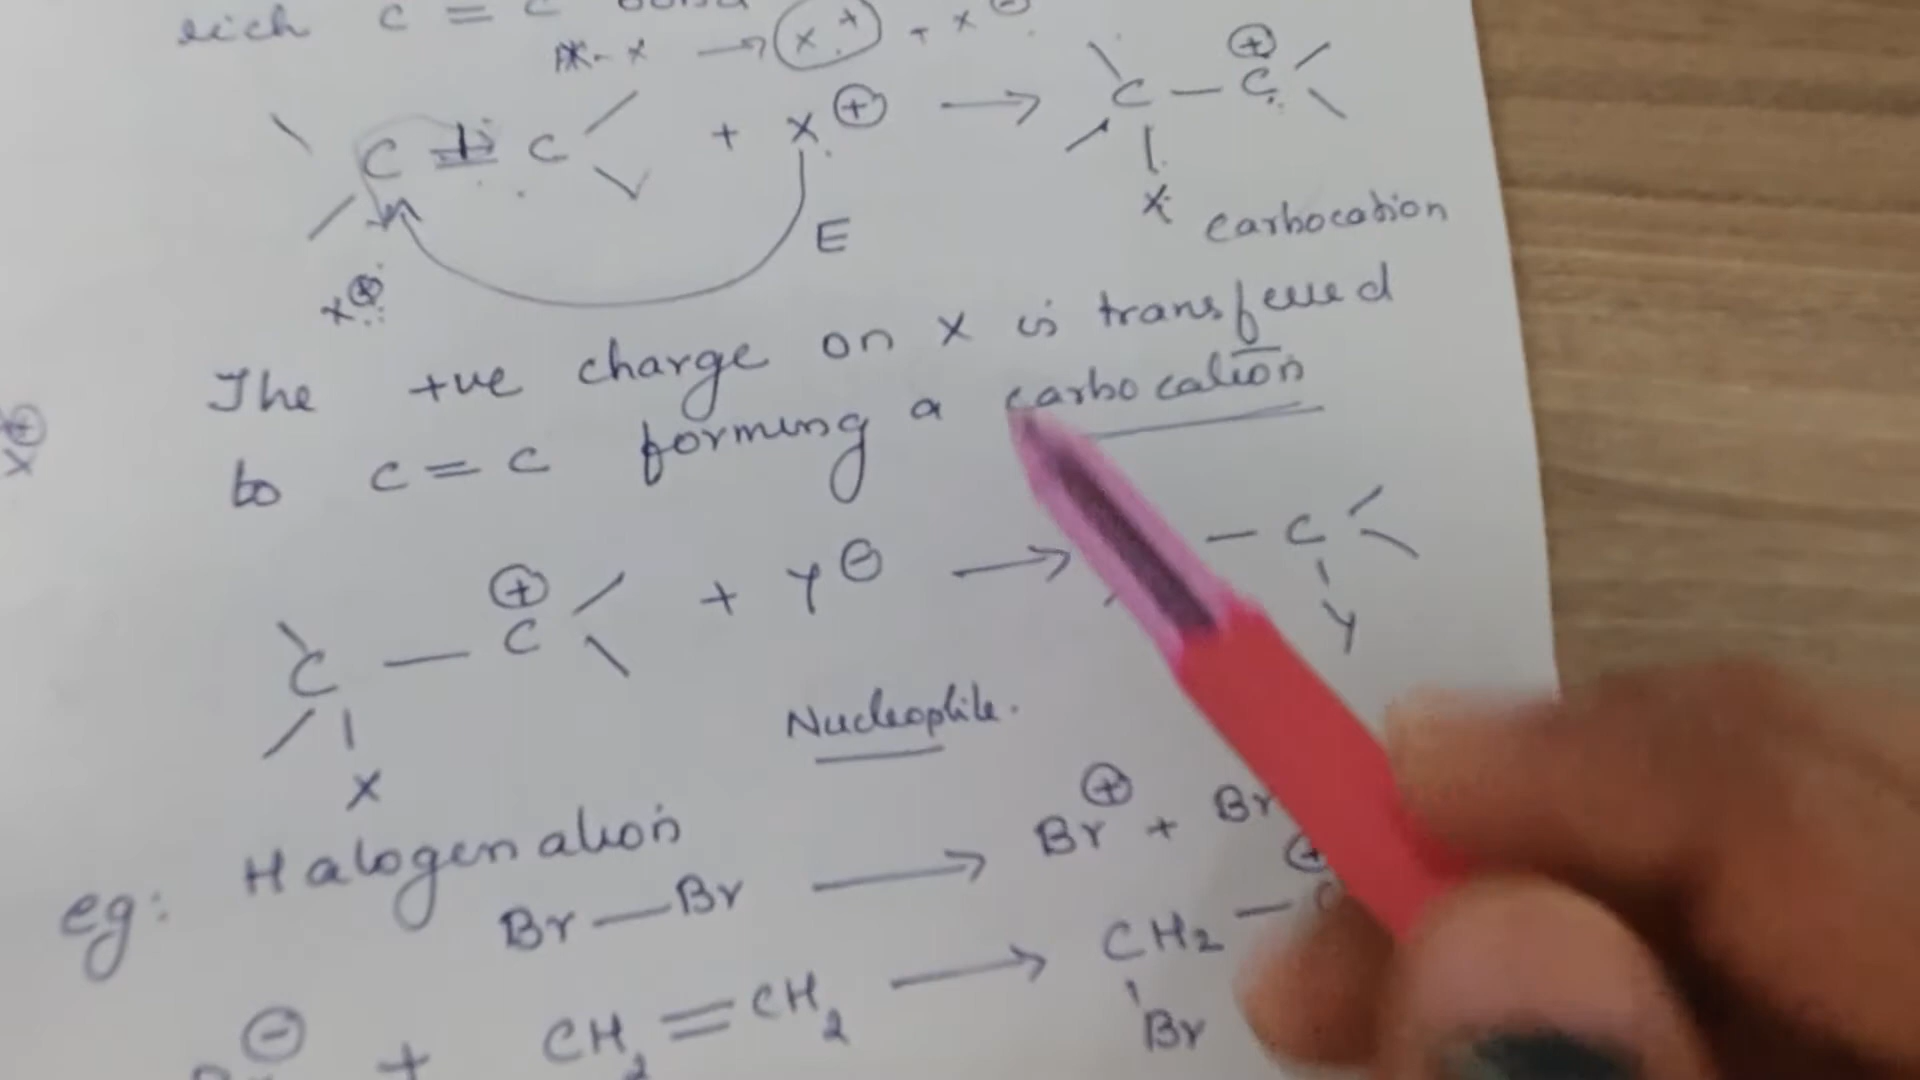 rich C = C
X - X → X + + X ⊖
C = C + X ⊕ → C — C ⊕
X
E
carbocation
X ⊕
The +ve charge on X is transferred
X ⊕
to C = C forming a carbocation
C — C ⊕ + Y ⊖ → — C
X
Y
Nucleophile.
eg: Halogenation
Br — Br → Br ⊕ + Br
⊖ + CH2 = CH2 → CH2 — C ⊕
Br